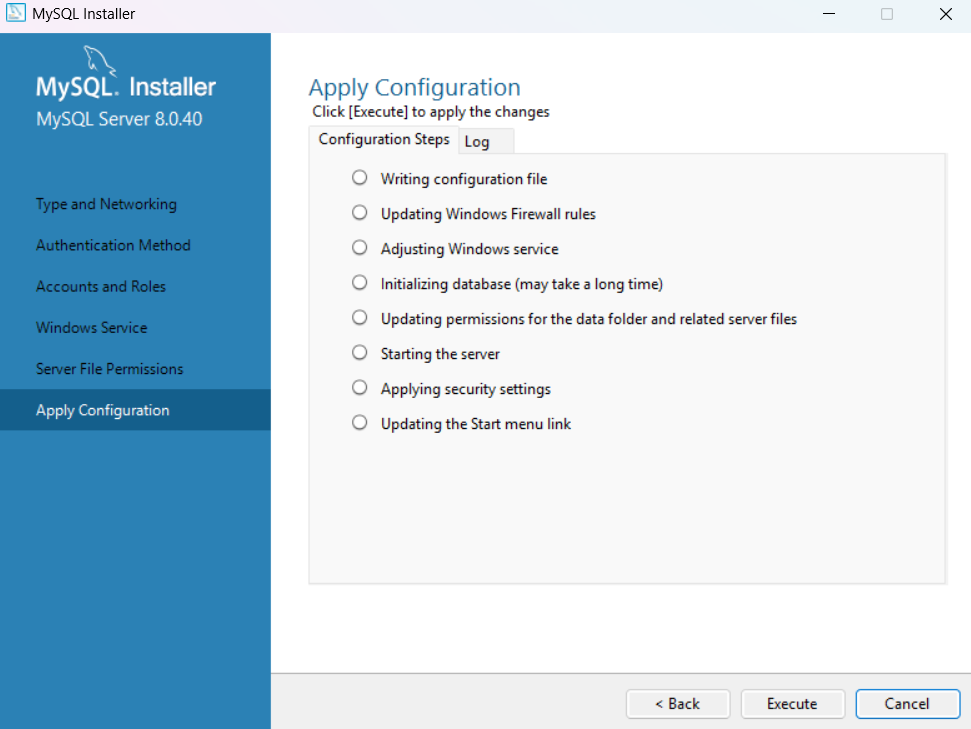 MySQL Installer
MySQL. Installer
MySQL Server 8.0.40
Type and Networking
Authentication Method
Accounts and Roles
Windows Service
Server File Permissions
Apply Configuration
Apply Configuration
Click [Execute] to apply the changes
Configuration Steps
Log
Writing configuration file
Updating Windows Firewall rules
Adjusting Windows service
Initializing database (may take a long time)
Updating permissions for the data folder and related server files
Starting the server
Applying security settings
Updating the Start menu link
< Back
Execute
Cancel